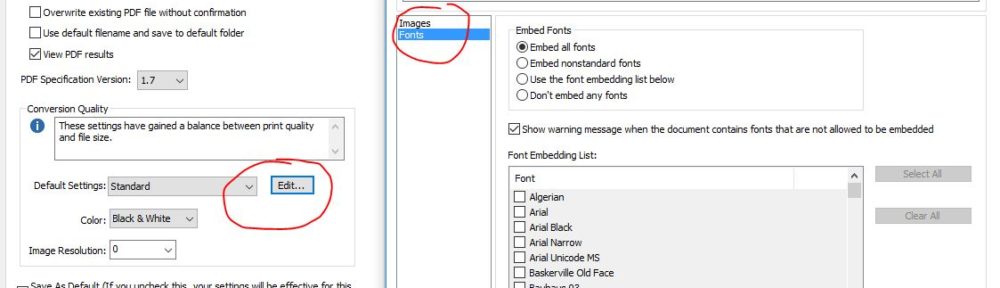 Overwrite existing PDF file without confirmation
Use default filename and save to default folder
View PDF results
PDF Specification Version: 1.7
Conversion Quality
These settings have gained a balance between print quality
and file size.
Default Settings: Standard
Edit...
Color: Black & White
Image Resolution: 0
Save As Default (If you uncheck this, your settings will be effective for this
Images
Fonts
Embed Fonts
Embed all fonts
Embed nonstandard fonts
Use the font embedding list below
Don't embed any fonts
Show warning message when the document contains fonts that are not allowed to be embedded
Font Embedding List:
Font
Algerian
Arial
Arial Black
Arial Narrow
Arial Unicode MS
Baskerville Old Face
Bauhaus 93
Select All
Clear All